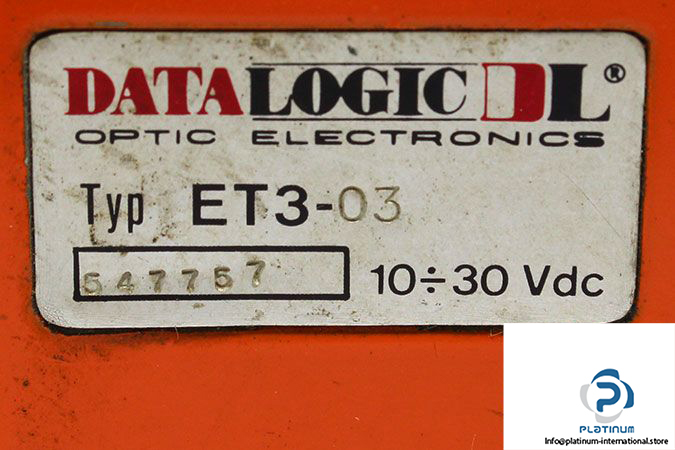 DATALOGIC DL®
OPTIC ELECTRONICS
Typ ET3-03
547757 10÷30 Vdc
PLATINUM
Info@platinum-international.store